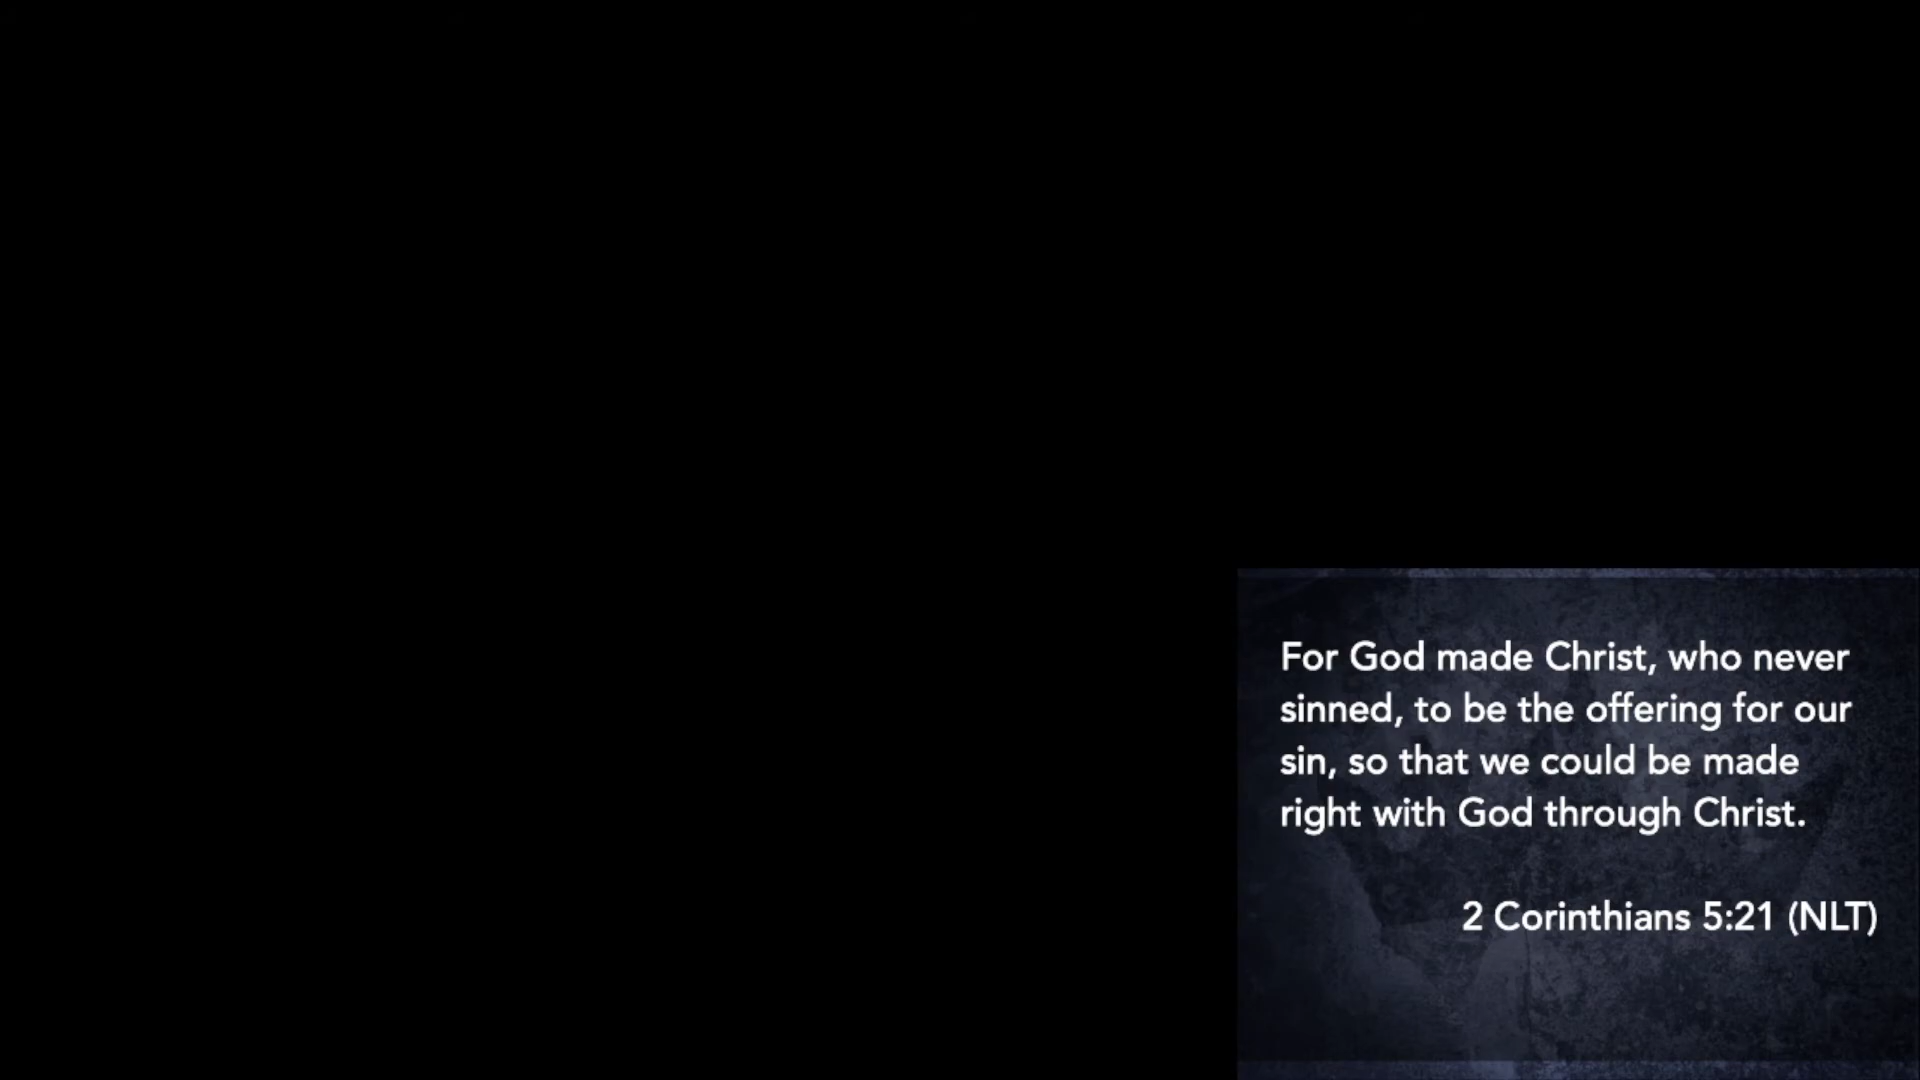 For God made Christ, who never
sinned, to be the offering for our
sin, so that we could be made
right with God through Christ.
2 Corinthians 5:21 (NLT)